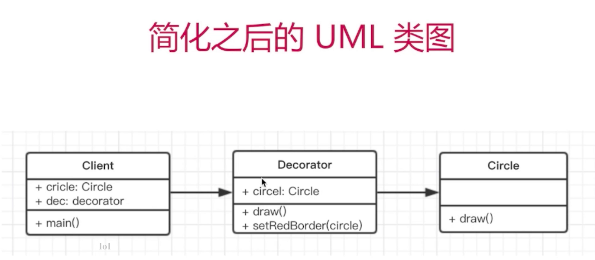 简化之后的 UML 类图
Client
+ cricle: Circle
+ dec: decorator
+ main()
Decorator
+ circel: Circle
+ draw()
+ setRedBorder(circle)
Circle
+ draw()